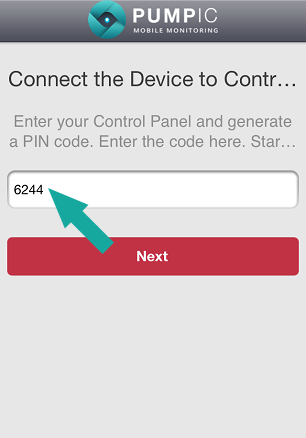 PUMPIC
MOBILE MONITORING
Connect the Device to Contr...
Enter your Control Panel and generate
a PIN code. Enter the code here. Star...
6244
Next